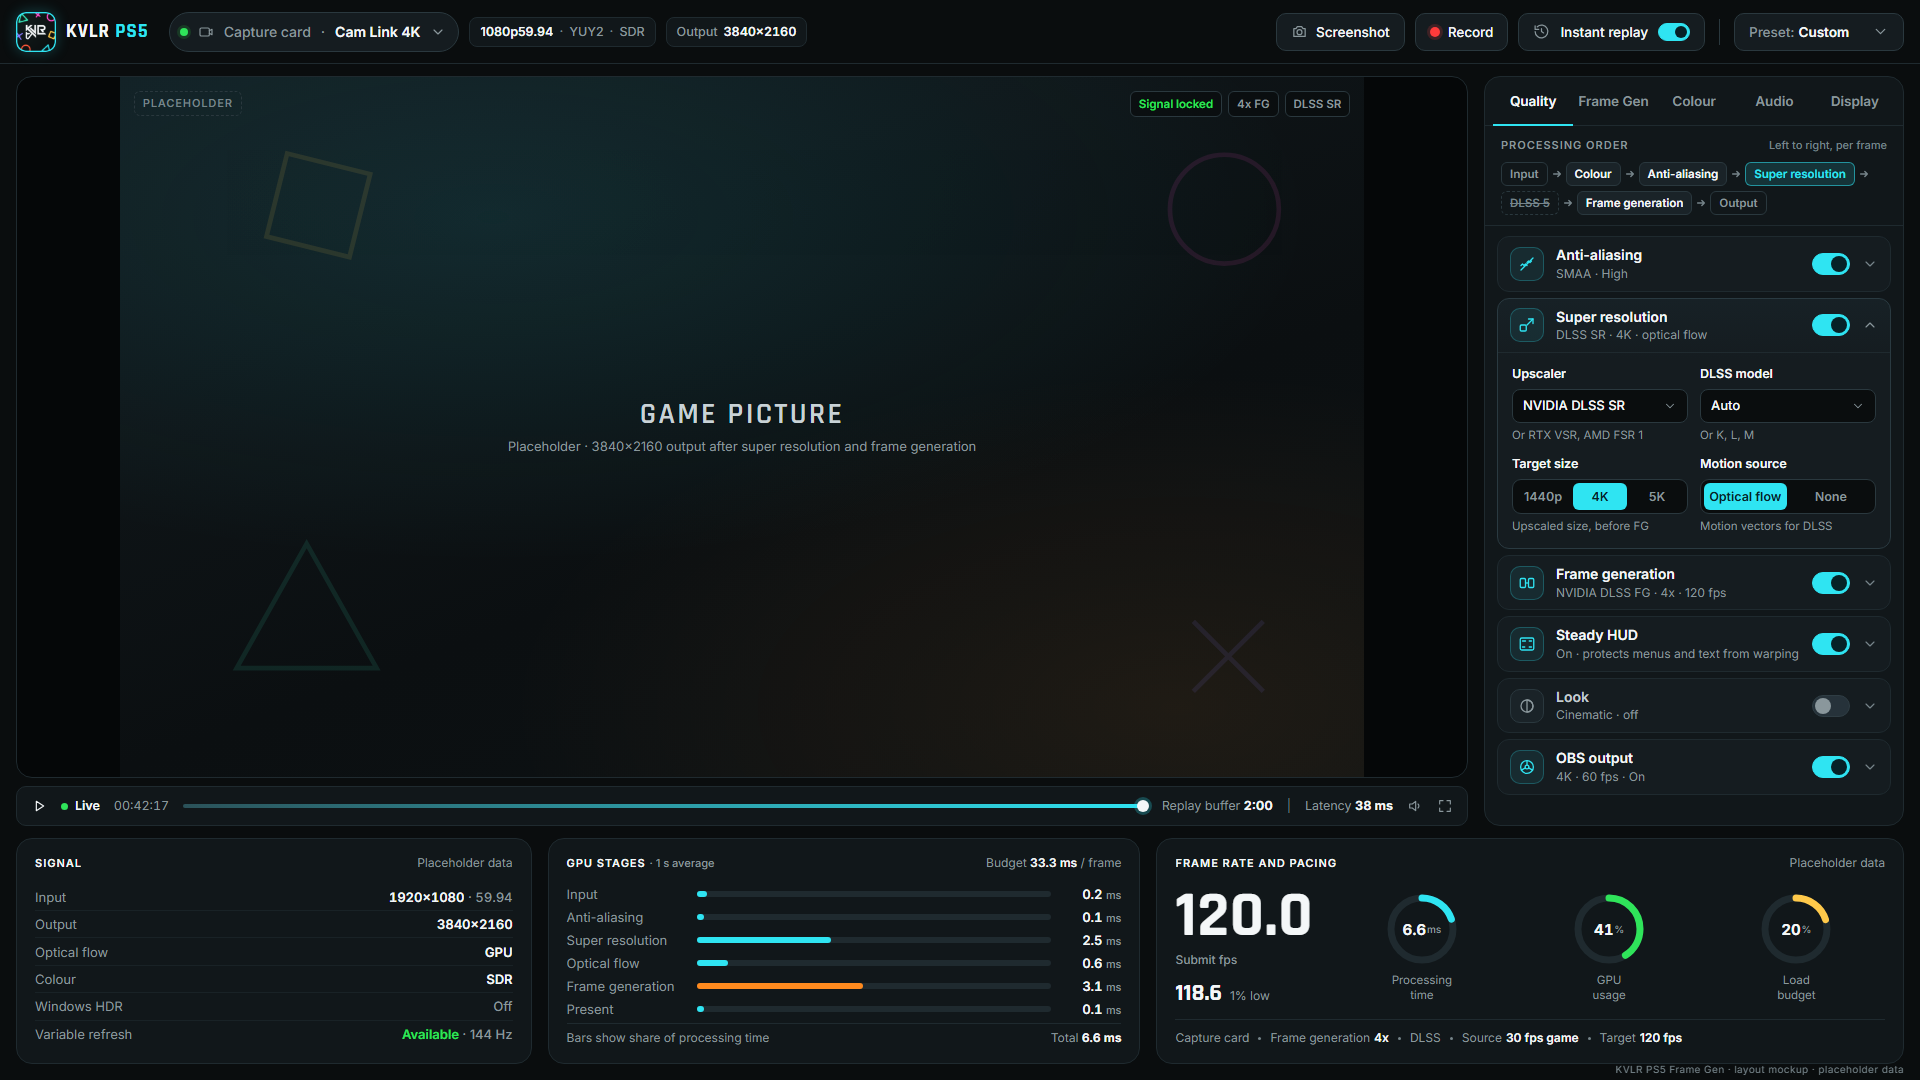 KVLR PS5
Capture card · Cam Link 4K
1080p59.94 · YUY2 · SDR
Output 3840×2160
Screenshot
Record
Instant replay
Preset: Custom
PLACEHOLDER
Signal locked
4x FG
DLSS SR
GAME PICTURE
Placeholder · 3840×2160 output after super resolution and frame generation
Live 00:42:17
Replay buffer 2:00
Latency 38 ms
Quality
Frame Gen
Colour
Audio
Display
PROCESSING ORDER
Left to right, per frame
Input → Colour → Anti-aliasing → Super resolution →
DLSS 5 → Frame generation → Output
Anti-aliasing
SMAA · High
Super resolution
DLSS SR · 4K · optical flow
Upscaler
DLSS model
NVIDIA DLSS SR
Auto
Or RTX VSR, AMD FSR 1
Or K, L, M
Target size
Motion source
1440p 4K 5K
Optical flow None
Upscaled size, before FG
Motion vectors for DLSS
Frame generation
NVIDIA DLSS FG · 4x · 120 fps
Steady HUD
On · protects menus and text from warping
Look
Cinematic · off
OBS output
4K · 60 fps · On
SIGNAL
Placeholder data
Input 1920×1080 · 59.94
Output 3840×2160
Optical flow GPU
Colour SDR
Windows HDR Off
Variable refresh Available · 144 Hz
GPU STAGES · 1 s average
Budget 33.3 ms / frame
Input 0.2 ms
Anti-aliasing 0.1 ms
Super resolution 2.5 ms
Optical flow 0.6 ms
Frame generation 3.1 ms
Present 0.1 ms
Bars show share of processing time
Total 6.6 ms
FRAME RATE AND PACING
Placeholder data
120.0
Submit fps
118.6 1% low
6.6 ms
Processing
time
41%
GPU
usage
20%
Load
budget
Capture card • Frame generation 4x • DLSS • Source 30 fps game • Target 120 fps
KVLR PS5 Frame Gen · layout mockup · placeholder data